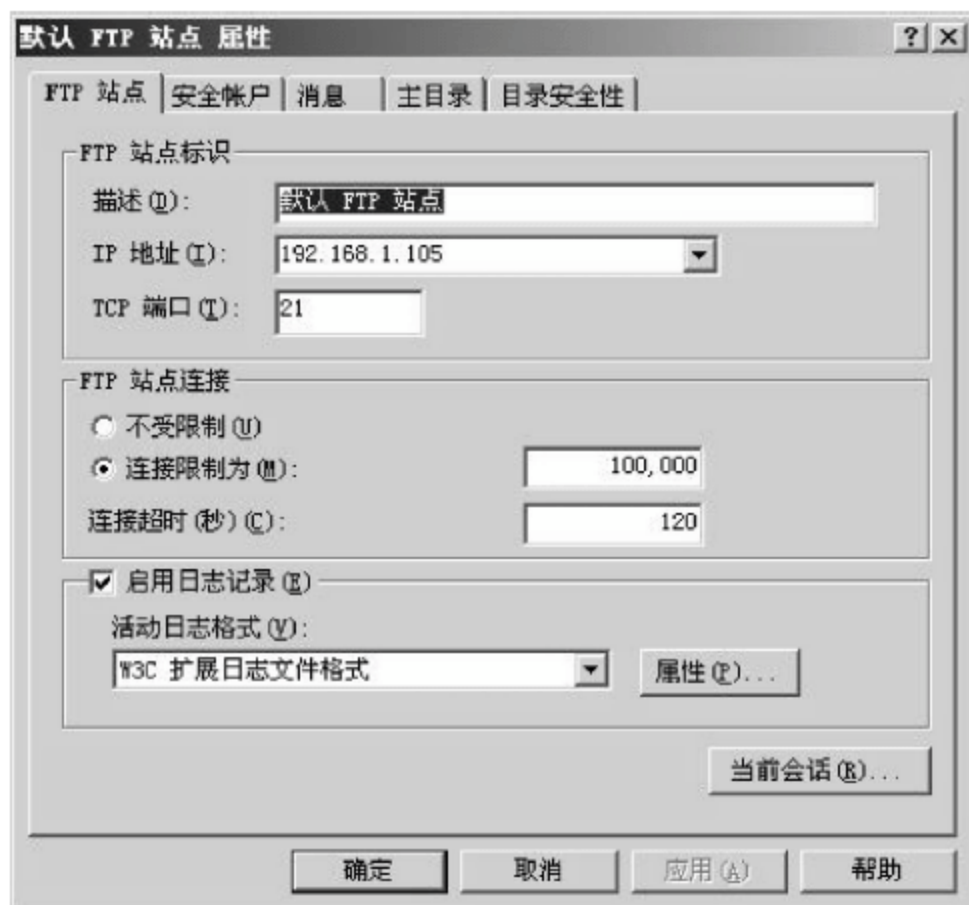 默认 FTP 站点 属性
FTP 站点 安全帐户 消息 主目录 目录安全性
FTP 站点标识
描述(D): 默认 FTP 站点
IP 地址(I): 192.168.1.105
TCP 端口(T): 21
FTP 站点连接
不受限制(U)
连接限制为(M): 100,000
连接超时(秒)(C): 120
启用日志记录(E)
活动日志格式(V):
W3C 扩展日志文件格式 属性(P)...
当前会话(R)...
确定 取消 应用(A) 帮助